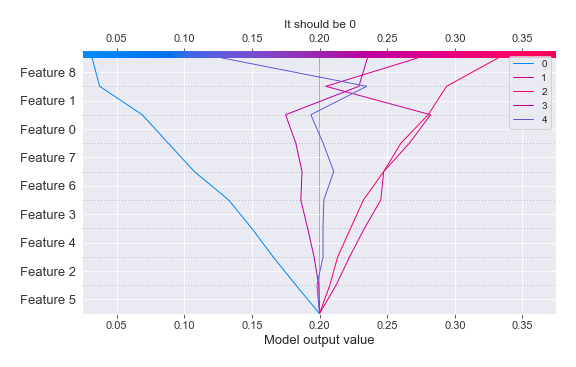 It should be 0
0.05 0.10 0.15 0.20 0.25 0.30 0.35
0
1
2
3
4
Feature 8
Feature 1
Feature 0
Feature 7
Feature 6
Feature 3
Feature 4
Feature 2
Feature 5
0.05 0.10 0.15 0.20 0.25 0.30 0.35
Model output value